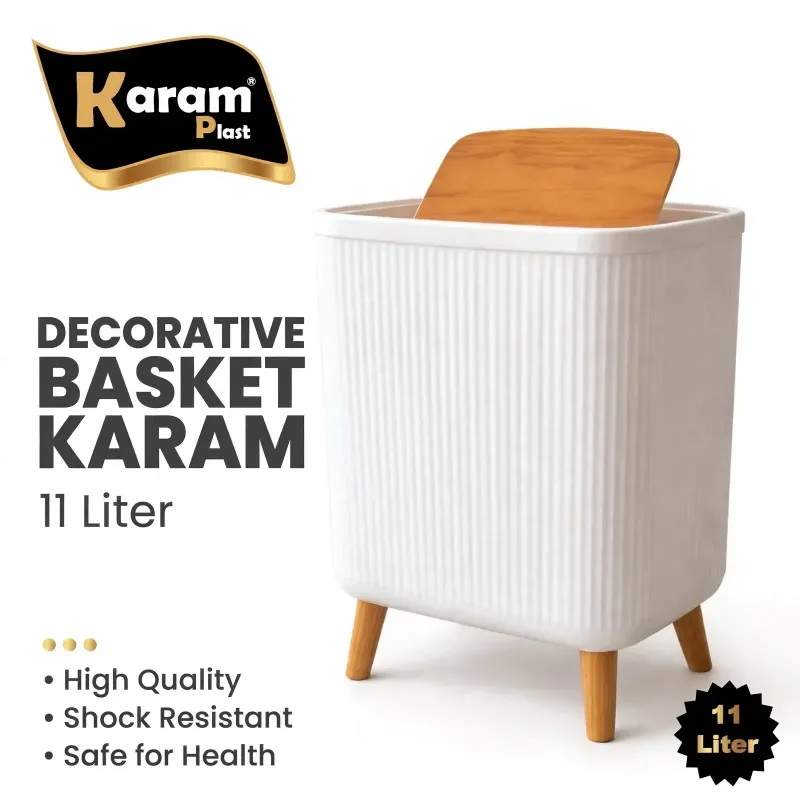 Karam®
Plast
DECORATIVE
BASKET
KARAM
11 Liter
• High Quality
• Shock Resistant
• Safe for Health
11
Liter